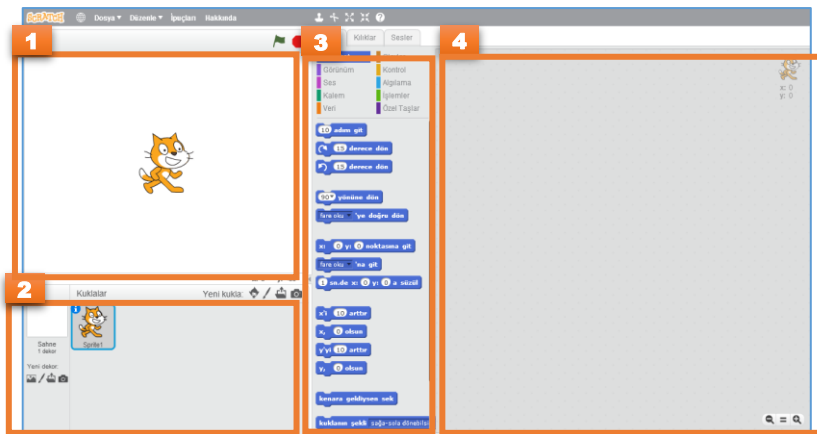 SCRATCH Dosya Düzenle İpuçları Hakkında
1
3
Kılıklar Sesler
4
Görünüm Kontrol
Ses Algılama
Kalem İşlemler
Veri Özel Taşlar
x: 0
y: 0
10 adım git
15 derece dön
15 derece dön
90 yönüne dön
fare oku 'ye doğru dön
x: 0 y: 0 noktasına git
fare oku 'na git
1 sn.de x: 0 y: 0 a süzül
x'i 10 arttır
x, 0 olsun
y'yi 10 arttır
y, 0 olsun
kenara geldiysen sek
kuklanın şekli
2
Kuklalar Yeni kukla:
Sahne
1 dekor
Sprite1
Yeni dekor: